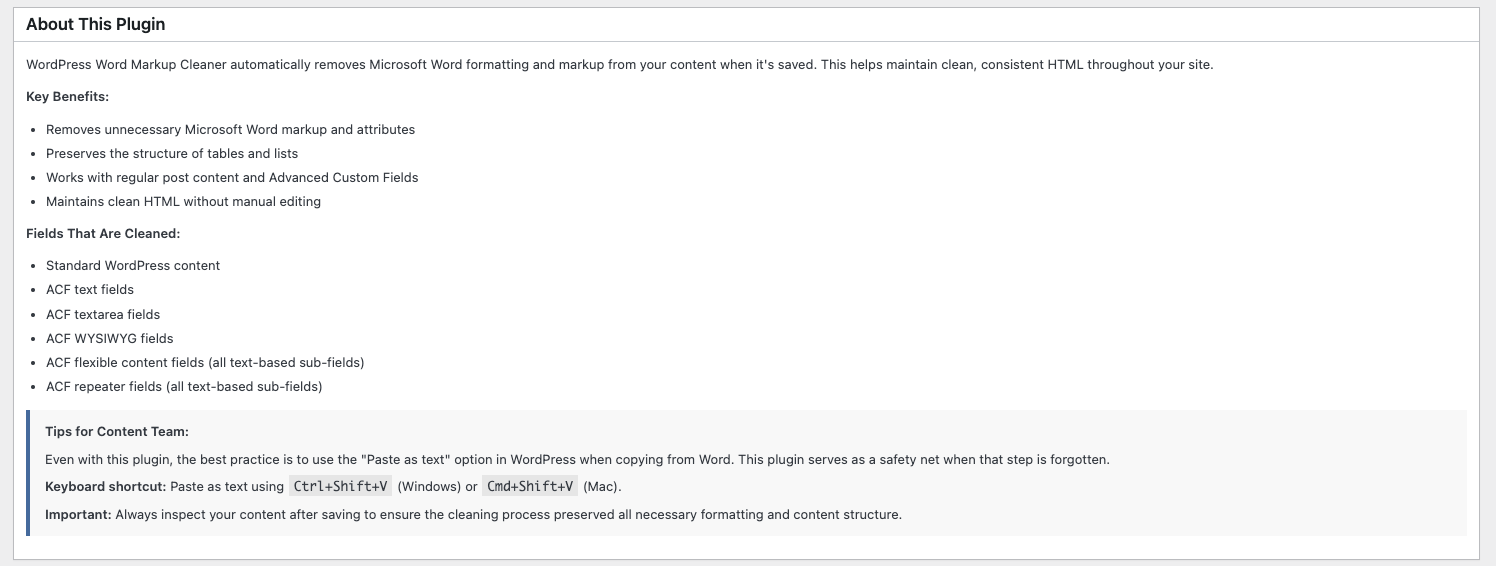 About This Plugin
WordPress Word Markup Cleaner automatically removes Microsoft Word formatting and markup from your content when it's saved. This helps maintain clean, consistent HTML throughout your site.
Key Benefits:
• Removes unnecessary Microsoft Word markup and attributes
• Preserves the structure of tables and lists
• Works with regular post content and Advanced Custom Fields
• Maintains clean HTML without manual editing
Fields That Are Cleaned:
• Standard WordPress content
• ACF text fields
• ACF textarea fields
• ACF WYSIWYG fields
• ACF flexible content fields (all text-based sub-fields)
• ACF repeater fields (all text-based sub-fields)
Tips for Content Team:
Even with this plugin, the best practice is to use the "Paste as text" option in WordPress when copying from Word. This plugin serves as a safety net when that step is forgotten.
Keyboard shortcut: Paste as text using Ctrl+Shift+V (Windows) or Cmd+Shift+V (Mac).
Important: Always inspect your content after saving to ensure the cleaning process preserved all necessary formatting and content structure.